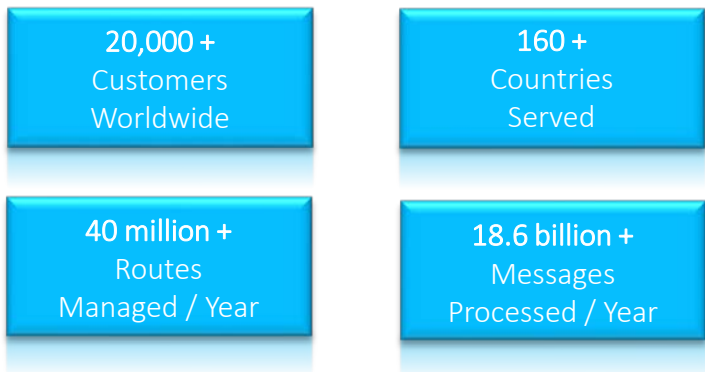 20,000 +
Customers
Worldwide
160 +
Countries
Served
40 million +
Routes
Managed / Year
18.6 billion +
Messages
Processed / Year